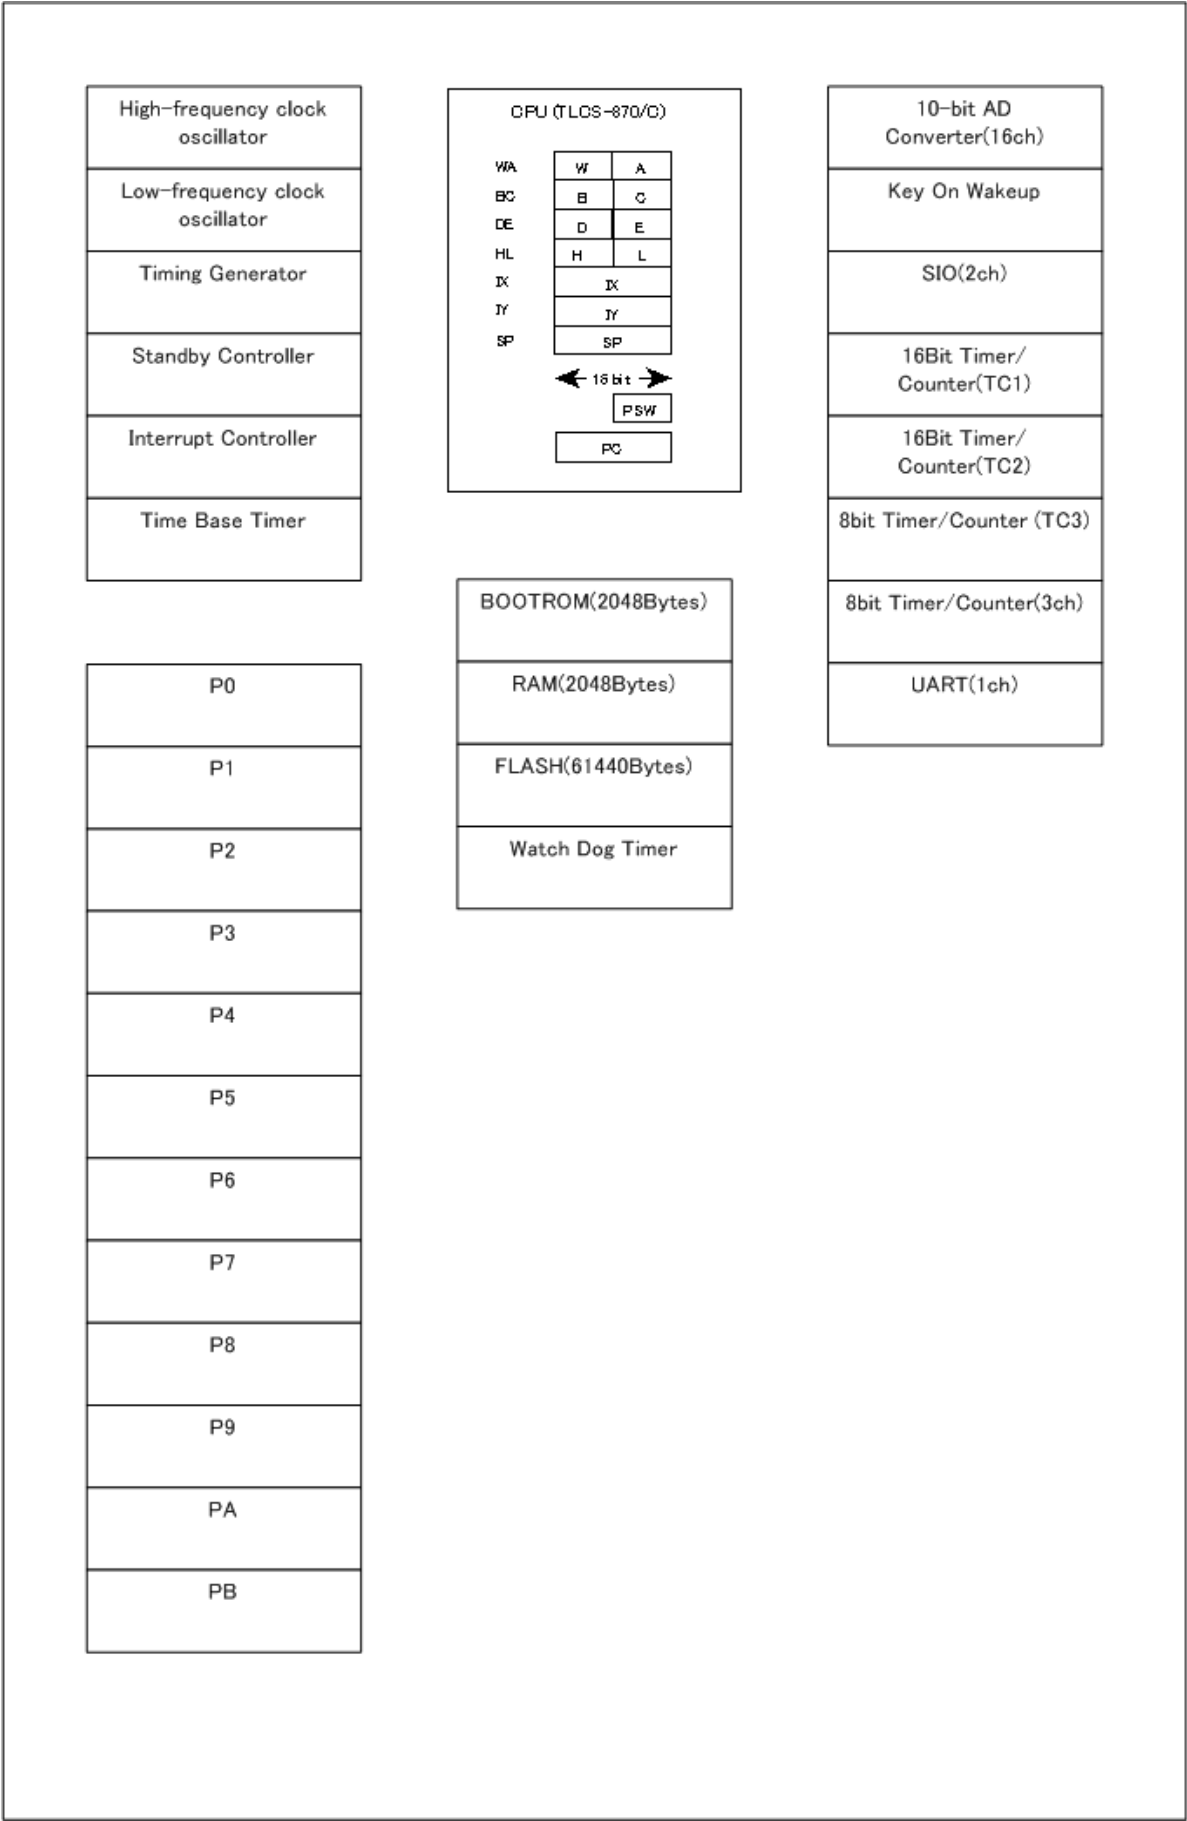 High-frequency clock
oscillator
Low-frequency clock
oscillator
Timing Generator
Standby Controller
Interrupt Controller
Time Base Timer
P0
P1
P2
P3
P4
P5
P6
P7
P8
P9
PA
PB
CPU (TLCS-870/C)
WA W A
BC B C
DE D E
HL H L
IX IX
IY IY
SP SP
16 bit
PSW
PC
BOOTROM(2048Bytes)
RAM(2048Bytes)
FLASH(61440Bytes)
Watch Dog Timer
10-bit AD
Converter(16ch)
Key On Wakeup
SIO(2ch)
16Bit Timer/
Counter(TC1)
16Bit Timer/
Counter(TC2)
8bit Timer/Counter (TC3)
8bit Timer/Counter(3ch)
UART(1ch)